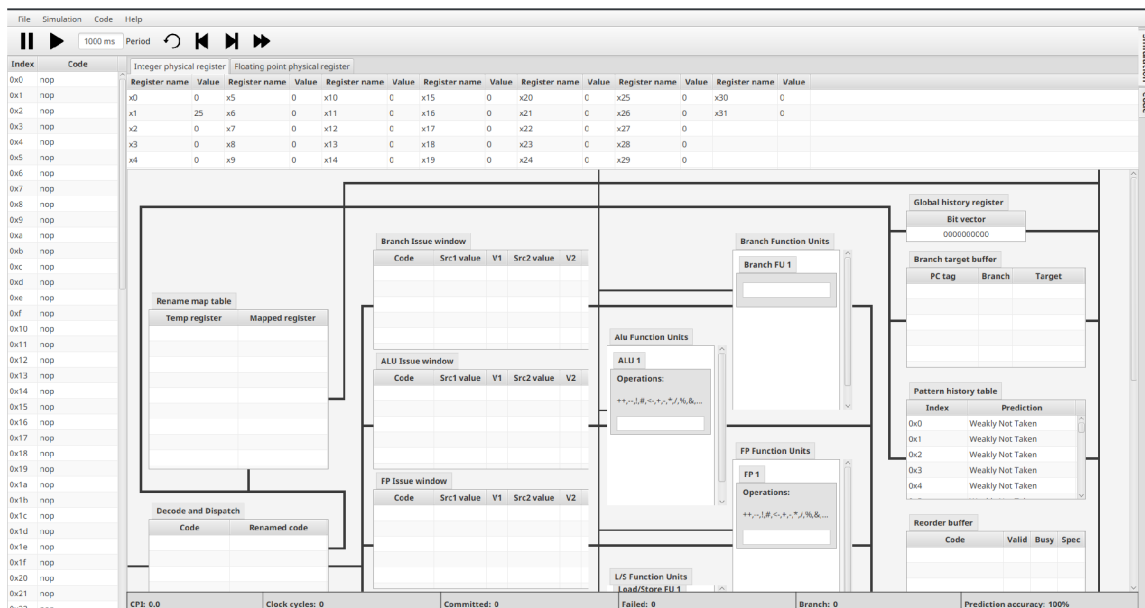 File Simulation Code Help
1000 ms Period
Index Code
0x0 nop
0x1 nop
0x2 nop
0x3 nop
0x4 nop
0x5 nop
0x6 nop
0x7 nop
0x8 nop
0x9 nop
0xa nop
0xb nop
0xc nop
0xd nop
0xe nop
0xf nop
0x10 nop
0x11 nop
0x12 nop
0x13 nop
0x14 nop
0x15 nop
0x16 nop
0x17 nop
0x18 nop
0x19 nop
0x1a nop
0x1b nop
0x1c nop
0x1d nop
0x1e nop
0x1f nop
0x20 nop
0x21 nop
Integer physical register Floating point physical register
Register name Value Register name Value Register name Value Register name Value Register name Value Register name Value Register name Value
x0 0 x5 0 x10 0 x15 0 x20 0 x25 0 x30 0
x1 25 x6 0 x11 0 x16 0 x21 0 x26 0 x31 0
x2 0 x7 0 x12 0 x17 0 x22 0 x27 0
x3 0 x8 0 x13 0 x18 0 x23 0 x28 0
x4 0 x9 0 x14 0 x19 0 x24 0 x29 0
Rename map table
Temp register Mapped register
Decode and Dispatch
Code Renamed code
Branch Issue window
Code Src1 value V1 Src2 value V2
ALU Issue window
Code Src1 value V1 Src2 value V2
FP Issue window
Code Src1 value V1 Src2 value V2
Alu Function Units
ALU 1
Operations:
L/S Function Units
Load/Store FU 1
Branch Function Units
Branch FU 1
FP Function Units
FP 1
Operations:
Global history register
Bit vector
0000000000
Branch target buffer
PC tag Branch Target
Pattern history table
Index Prediction
0x0 Weakly Not Taken
0x1 Weakly Not Taken
0x2 Weakly Not Taken
0x3 Weakly Not Taken
0x4 Weakly Not Taken
Reorder buffer
Code Valid Busy Spec
CPI: 0.0 Clock cycles: 0 Committed: 0 Failed: 0 Branch: 0 Prediction accuracy: 100%